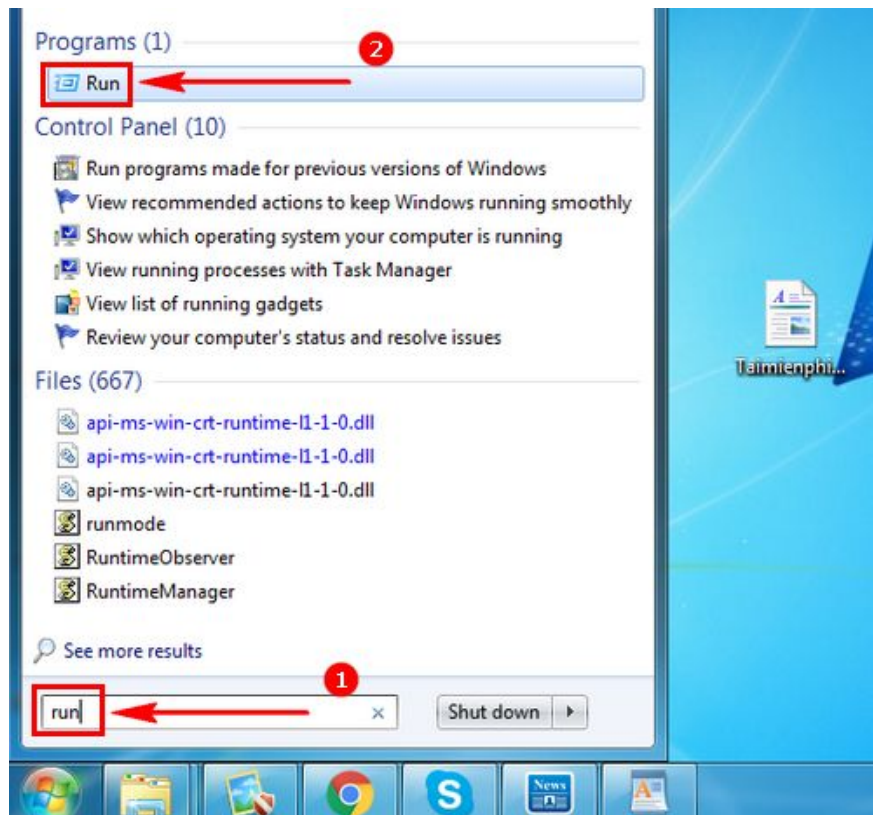 Programs (1)
2
Run
Control Panel (10)
Run programs made for previous versions of Windows
View recommended actions to keep Windows running smoothly
Show which operating system your computer is running
View running processes with Task Manager
View list of running gadgets
Review your computer's status and resolve issues
Taimienphi...
Files (667)
api-ms-win-crt-runtime-l1-1-0.dll
api-ms-win-crt-runtime-l1-1-0.dll
api-ms-win-crt-runtime-l1-1-0.dll
runmode
RuntimeObserver
RuntimeManager
See more results
1
run
Shut down
News